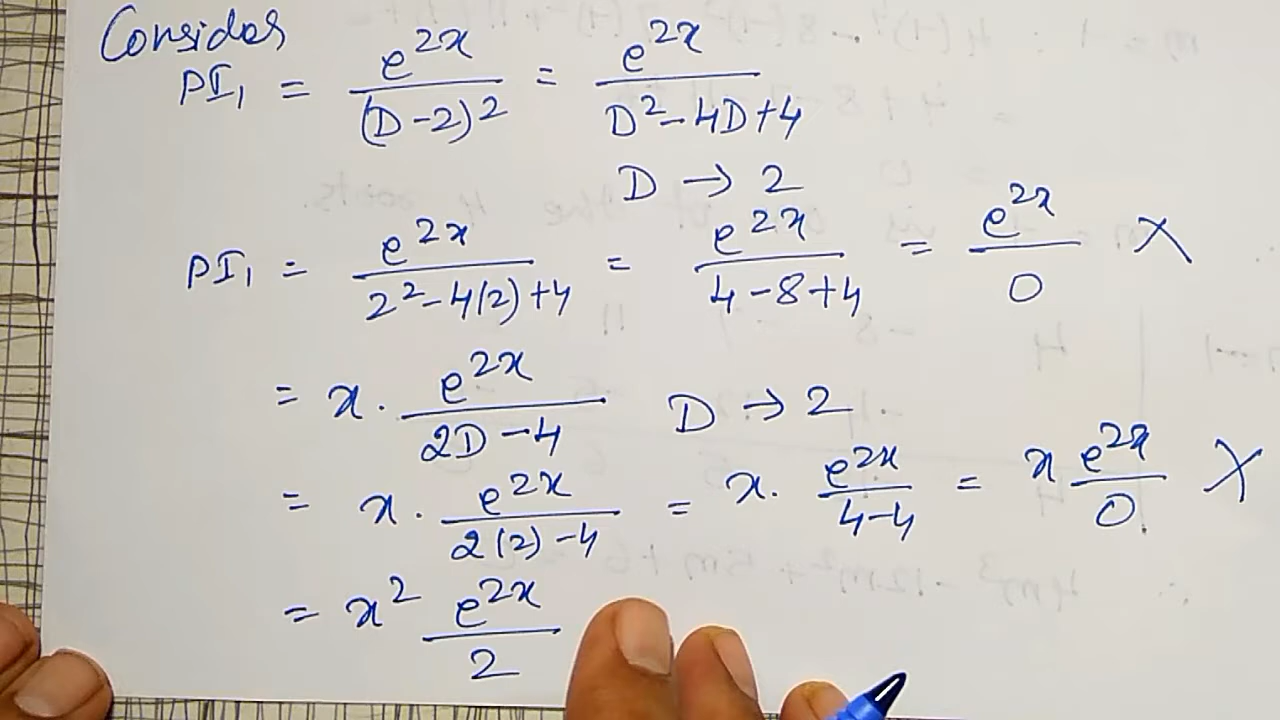 Consider
PI₁ = e^{2x}/(D-2)² = e^{2x}/(D²-4D+4)
D → 2
PI₁ = e^{2x}/(2²-4(2)+4) = e^{2x}/(4-8+4) = e^{2x}/0 X
= x. e^{2x}/(2D-4) D → 2
= x. e^{2x}/(2(2)-4) = x. e^{2x}/(4-4) = x e^{2x}/0 X
= x² e^{2x}/2